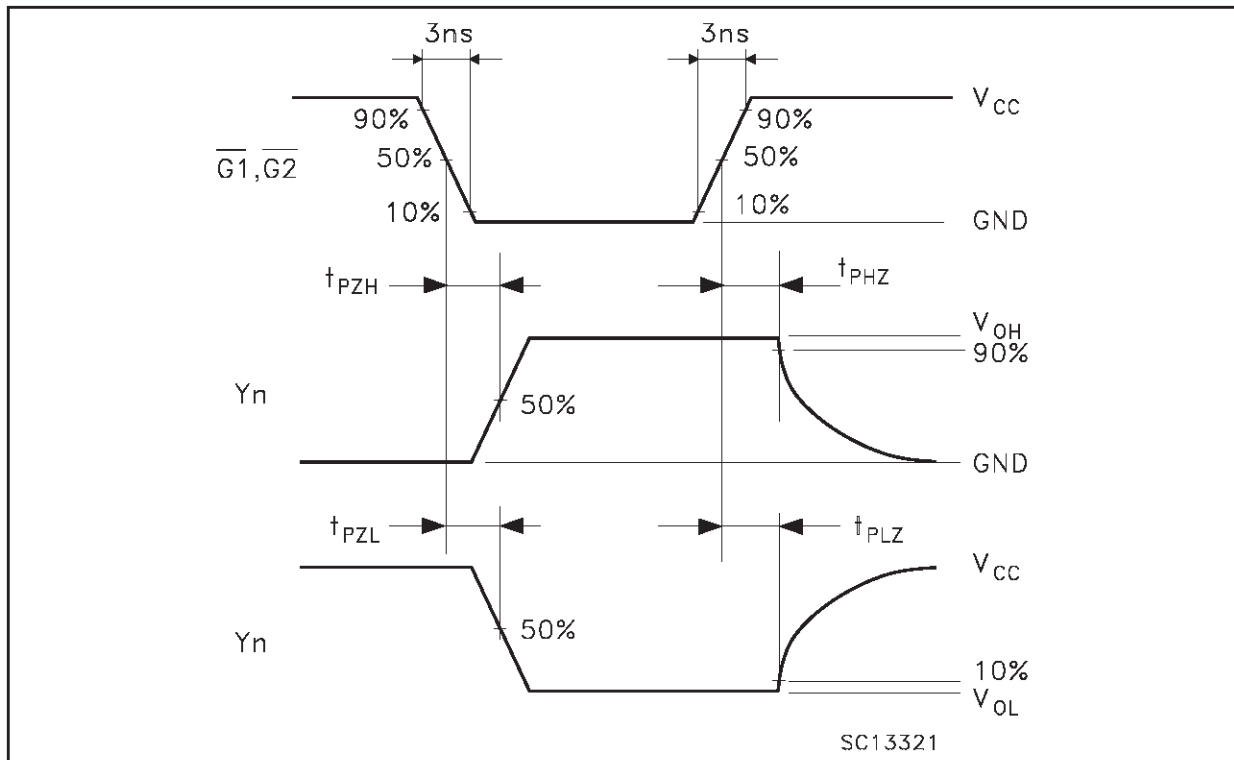 3ns 3ns
V_CC
90% 90%
G1,G2 50% 50%
10% 10%
GND
t_PZH t_PHZ
V_OH
90%
Yn 50%
GND
t_PZL t_PLZ
V_CC
Yn 50%
10%
V_OL
SC13321